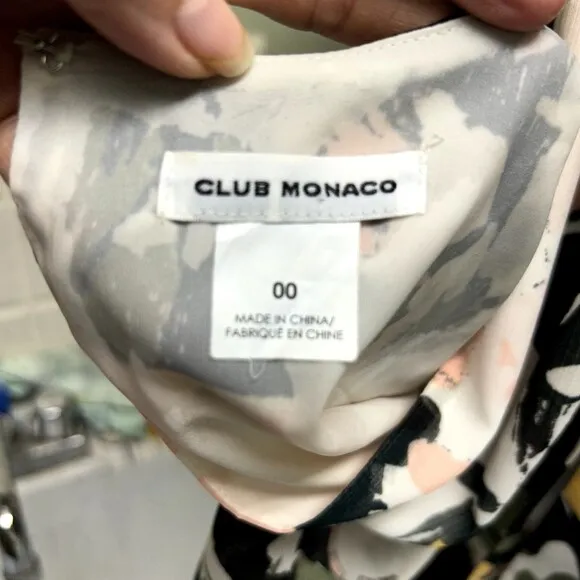 CLUB MONACO
00
MADE IN CHINA/
FABRIQUÉ EN CHINE